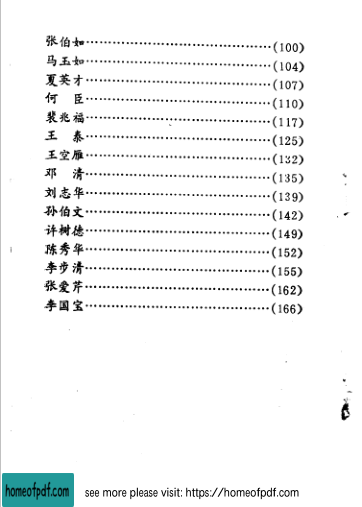 张伯如……………………………(100)
马玉如……………………………(104)
夏英才……………………………(107)
何　臣……………………………(110)
裴兆福……………………………(117)
王　泰……………………………(125)
王空雁……………………………(132)
邓　清……………………………(135)
刘志华……………………………(139)
孙伯文……………………………(142)
许树德……………………………(149)
陈秀华……………………………(152)
李步清……………………………(155)
张爱芹……………………………(162)
李国宝……………………………(166)
homeofpdf.com see more please visit: https://homeofpdf.com